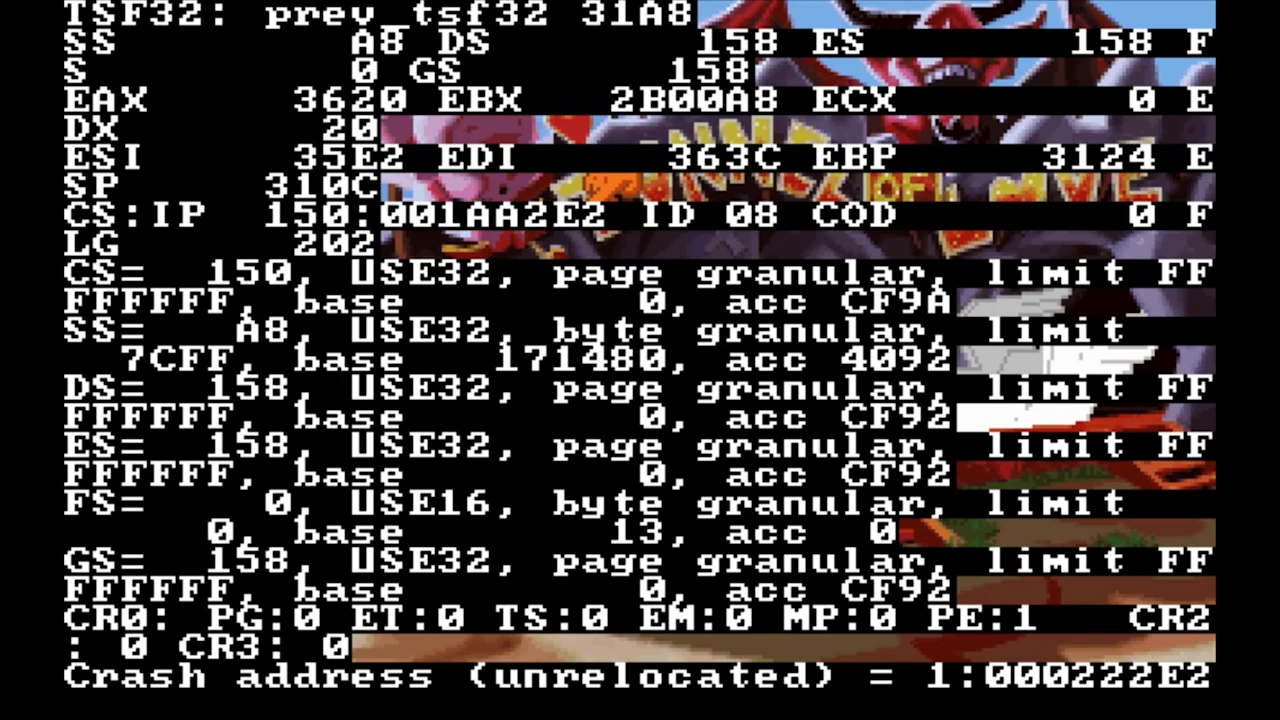 TSF32: prev_tsf32 31A8
SS          A8 DS         158 ES         158 F
S           0 GS         158
EAX       3620 EBX    2B00A8 ECX           0 E
DX          20
ESI       35E2 EDI      363C EBP        3124 E
SP        310C
CS:IP  150:001AA2E2 ID 08 COD           0 F
LG         202
CS=  150, USE32, page granular, limit FF
FFFFFF, base          0, acc CF9A
SS=   A8, USE32, byte granular, limit
  7CFF, base     171480, acc 4092
DS=  158, USE32, page granular, limit FF
FFFFFF, base          0, acc CF92
ES=  158, USE32, page granular, limit FF
FFFFFF, base          0, acc CF92
FS=    0, USE16, byte granular, limit
     0, base         13, acc    0
GS=  158, USE32, page granular, limit FF
FFFFFF, base          0, acc CF92
CR0: PG:0 ET:0 TS:0 EM:0 MP:0 PE:1    CR2
: 0 CR3: 0
Crash address (unrelocated) = 1:000222E2